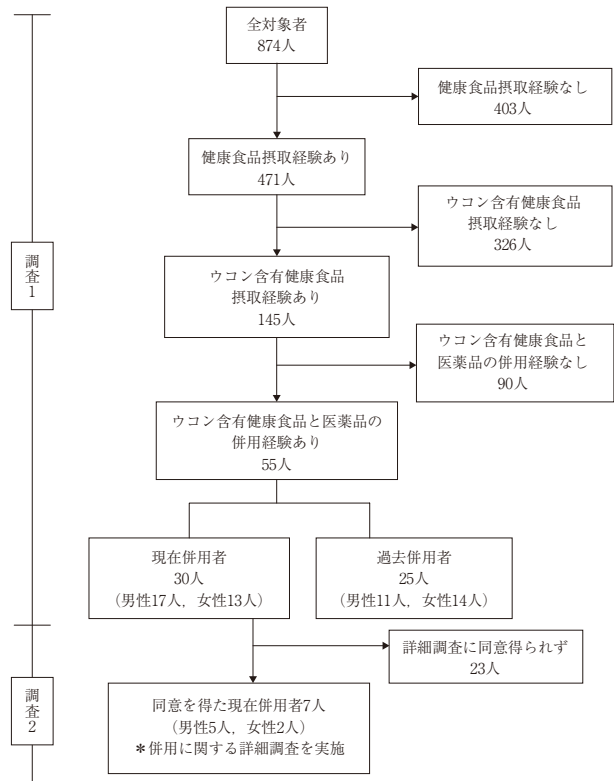 全対象者
874人
健康食品摂取経験なし
403人
健康食品摂取経験あり
471人
ウコン含有健康食品
摂取経験なし
326人
調査1
ウコン含有健康食品
摂取経験あり
145人
ウコン含有健康食品と
医薬品の併用経験なし
90人
ウコン含有健康食品と医薬品の
併用経験あり
55人
現在併用者
30人
(男性17人,女性13人)
過去併用者
25人
(男性11人,女性14人)
詳細調査に同意得られず
23人
調査2
同意を得た現在併用者7人
(男性5人,女性2人)
*併用に関する詳細調査を実施